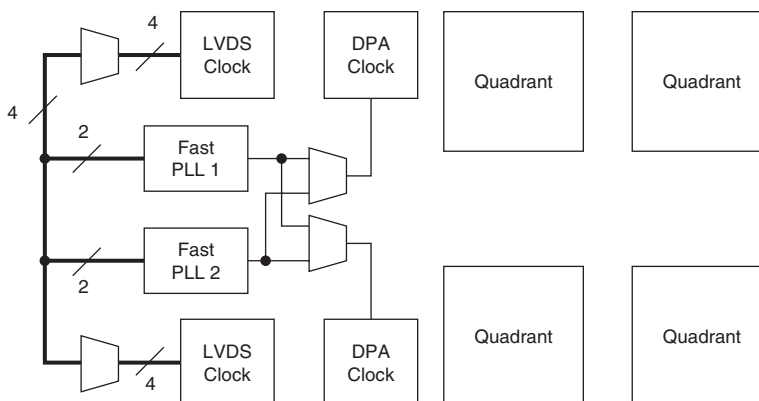 4
LVDS
Clock
DPA
Clock
Quadrant
Quadrant
4
2
Fast
PLL 1
Fast
PLL 2
2
LVDS
Clock
DPA
Clock
Quadrant
Quadrant
4